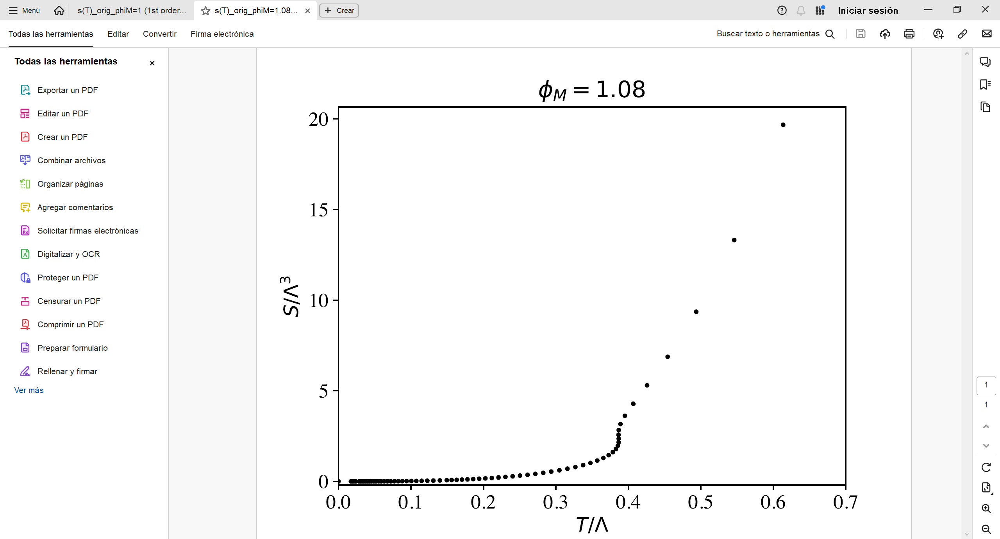 Menú
s(T)_orig_phiM=1 (1st order...
s(T)_orig_phiM=1.08...
Crear
Iniciar sesión
Todas las herramientas
Editar
Convertir
Firma electrónica
Buscar texto o herramientas
Todas las herramientas
Exportar un PDF
Editar un PDF
Crear un PDF
Combinar archivos
Organizar páginas
Agregar comentarios
Solicitar firmas electrónicas
Digitalizar y OCR
Proteger un PDF
Censurar un PDF
Comprimir un PDF
Preparar formulario
Rellenar y firmar
Ver más
ϕM = 1.08
20
15
10
5
0
S/Λ³
0.0 0.1 0.2 0.3 0.4 0.5 0.6 0.7
T/Λ
1
1